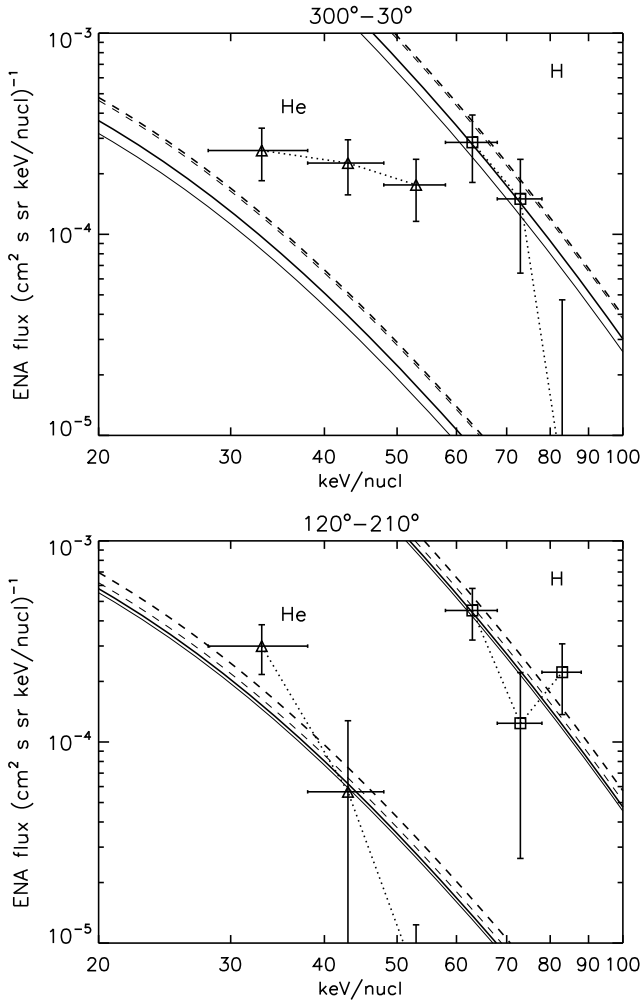 300°−30°
10⁻³
H
He
10⁻⁴
10⁻⁵
ENA flux (cm² s sr keV/nucl)⁻¹
20 30 40 50 60 70 80 90 100
keV/nucl
120°−210°
10⁻³
H
He
10⁻⁴
10⁻⁵
ENA flux (cm² s sr keV/nucl)⁻¹
20 30 40 50 60 70 80 90 100
keV/nucl